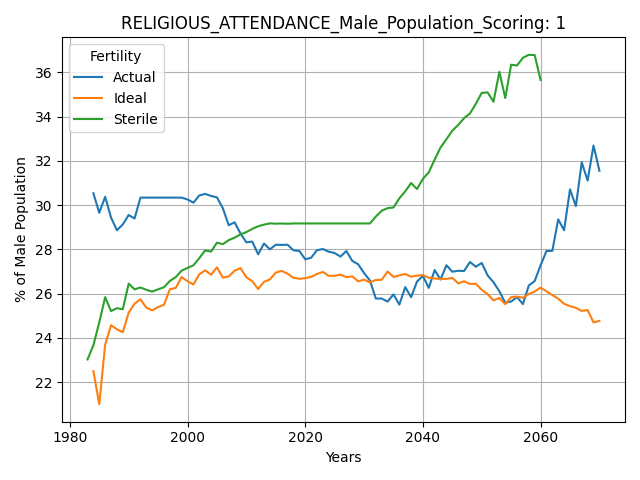 RELIGIOUS_ATTENDANCE_Male_Population_Scoring: 1
Fertility
Actual
Ideal
Sterile
% of Male Population
36
34
32
30
28
26
24
22
1980
2000
2020
2040
2060
Years